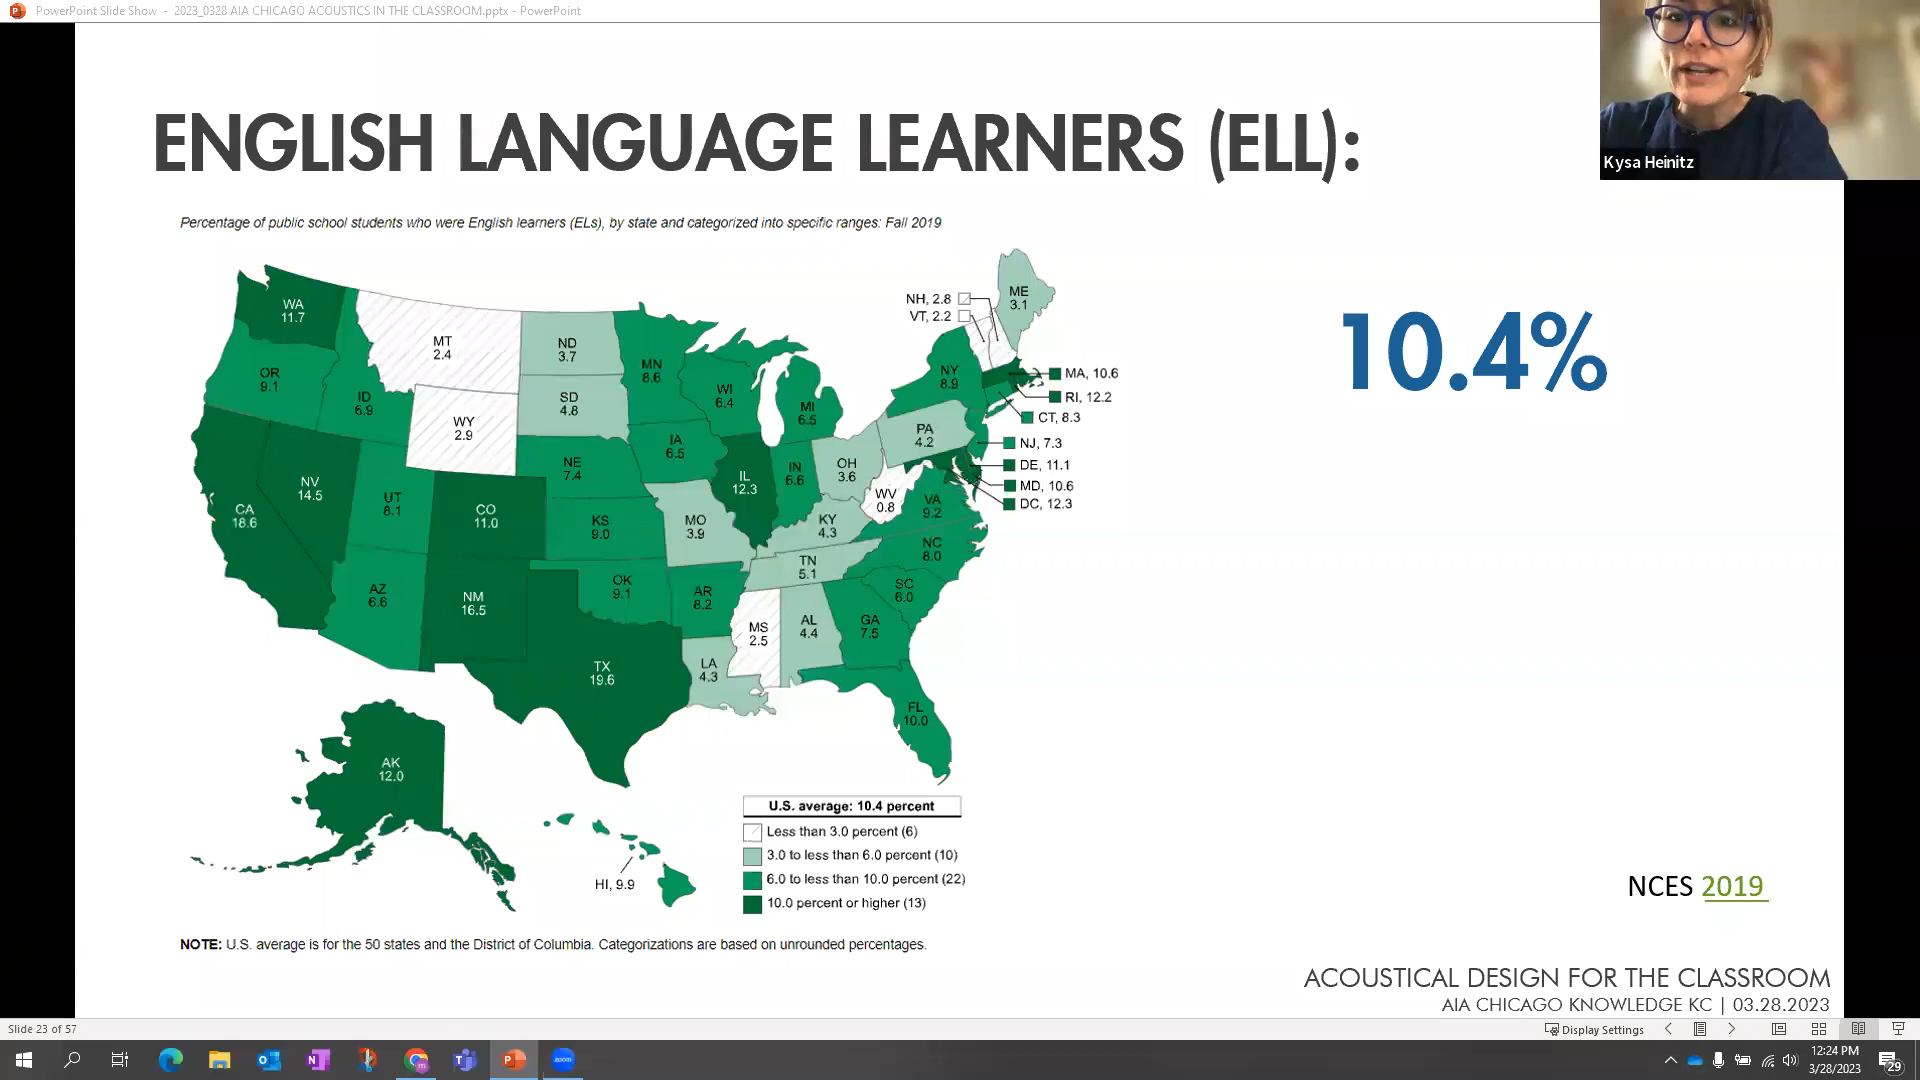 PowerPoint Slide Show - 2023_0328 AIA CHICAGO ACOUSTICS IN THE CLASSROOM.pptx - PowerPoint
Kysa Heinitz
ENGLISH LANGUAGE LEARNERS (ELL):
Percentage of public school students who were English learners (ELs), by state and categorized into specific ranges: Fall 2019
10.4%
WA
11.7
MT
2.4
ND
3.7
MN
8.6
OR
9.1
ID
6.9
WY
2.9
SD
4.8
WI
6.4
MI
6.5
NY
8.9
NH, 2.8
VT, 2.2
ME
3.1
MA, 10.6
RI, 12.2
CT, 8.3
NJ, 7.3
DE, 11.1
MD, 10.6
DC, 12.3
PA
4.2
IA
6.5
NE
7.4
IL
12.3
IN
6.6
OH
3.6
WV
0.8
VA
9.2
NV
14.5
UT
8.1
CA
18.6
CO
11.0
KS
9.0
MO
3.9
KY
4.3
NC
8.0
TN
5.1
SC
6.0
AZ
6.6
NM
16.5
OK
9.1
AR
8.2
MS
2.5
AL
4.4
GA
7.5
TX
19.6
LA
4.3
FL
10.0
AK
12.0
HI, 9.9
U.S. average: 10.4 percent
Less than 3.0 percent (6)
3.0 to less than 6.0 percent (10)
6.0 to less than 10.0 percent (22)
10.0 percent or higher (13)
NOTE: U.S. average is for the 50 states and the District of Columbia. Categorizations are based on unrounded percentages.
NCES 2019
ACOUSTICAL DESIGN FOR THE CLASSROOM
AIA CHICAGO KNOWLEDGE KC | 03.28.2023
Slide 23 of 57
Display Settings
12:24 PM
3/28/2023
29
zoom